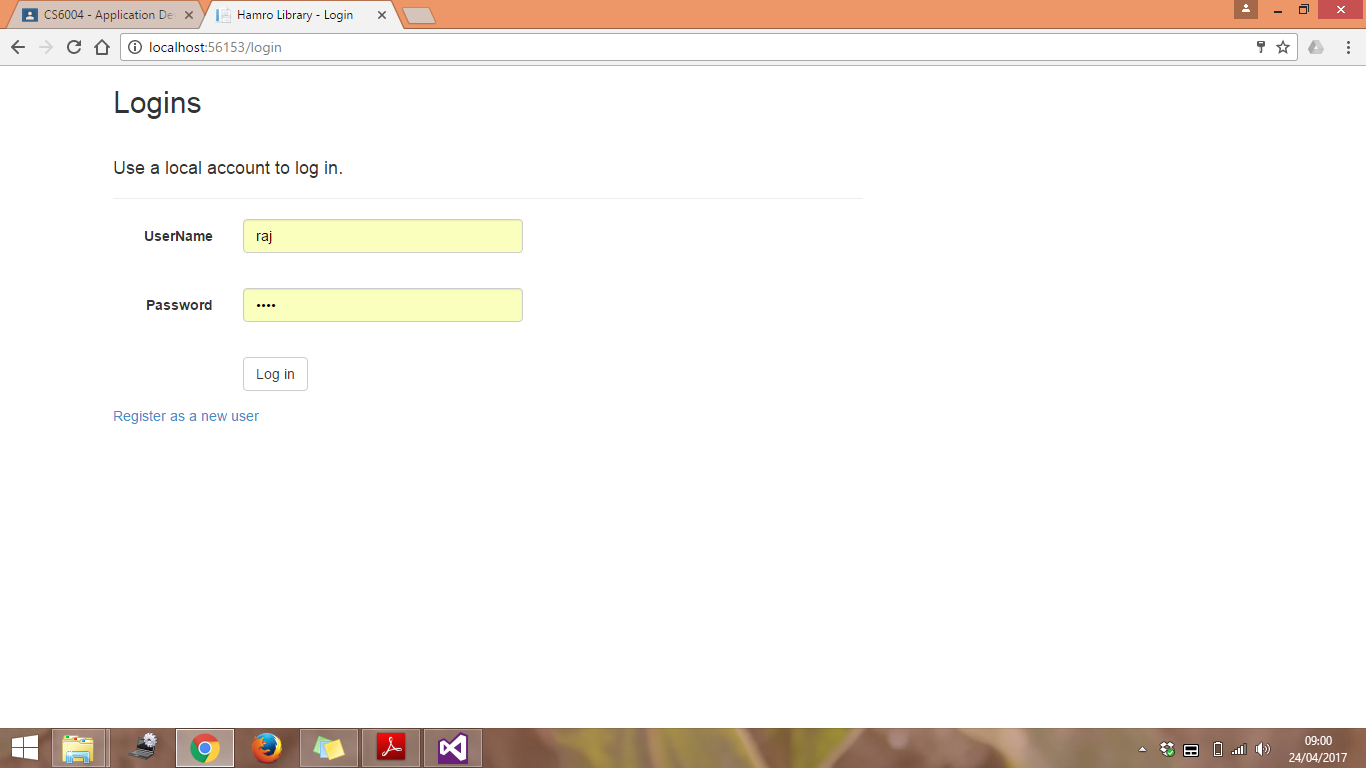 CS6004 - Application De
Hamro Library - Login
localhost:56153/login
Logins
Use a local account to log in.
UserName
raj
Password
••••
Log in
Register as a new user
09:00
24/04/2017